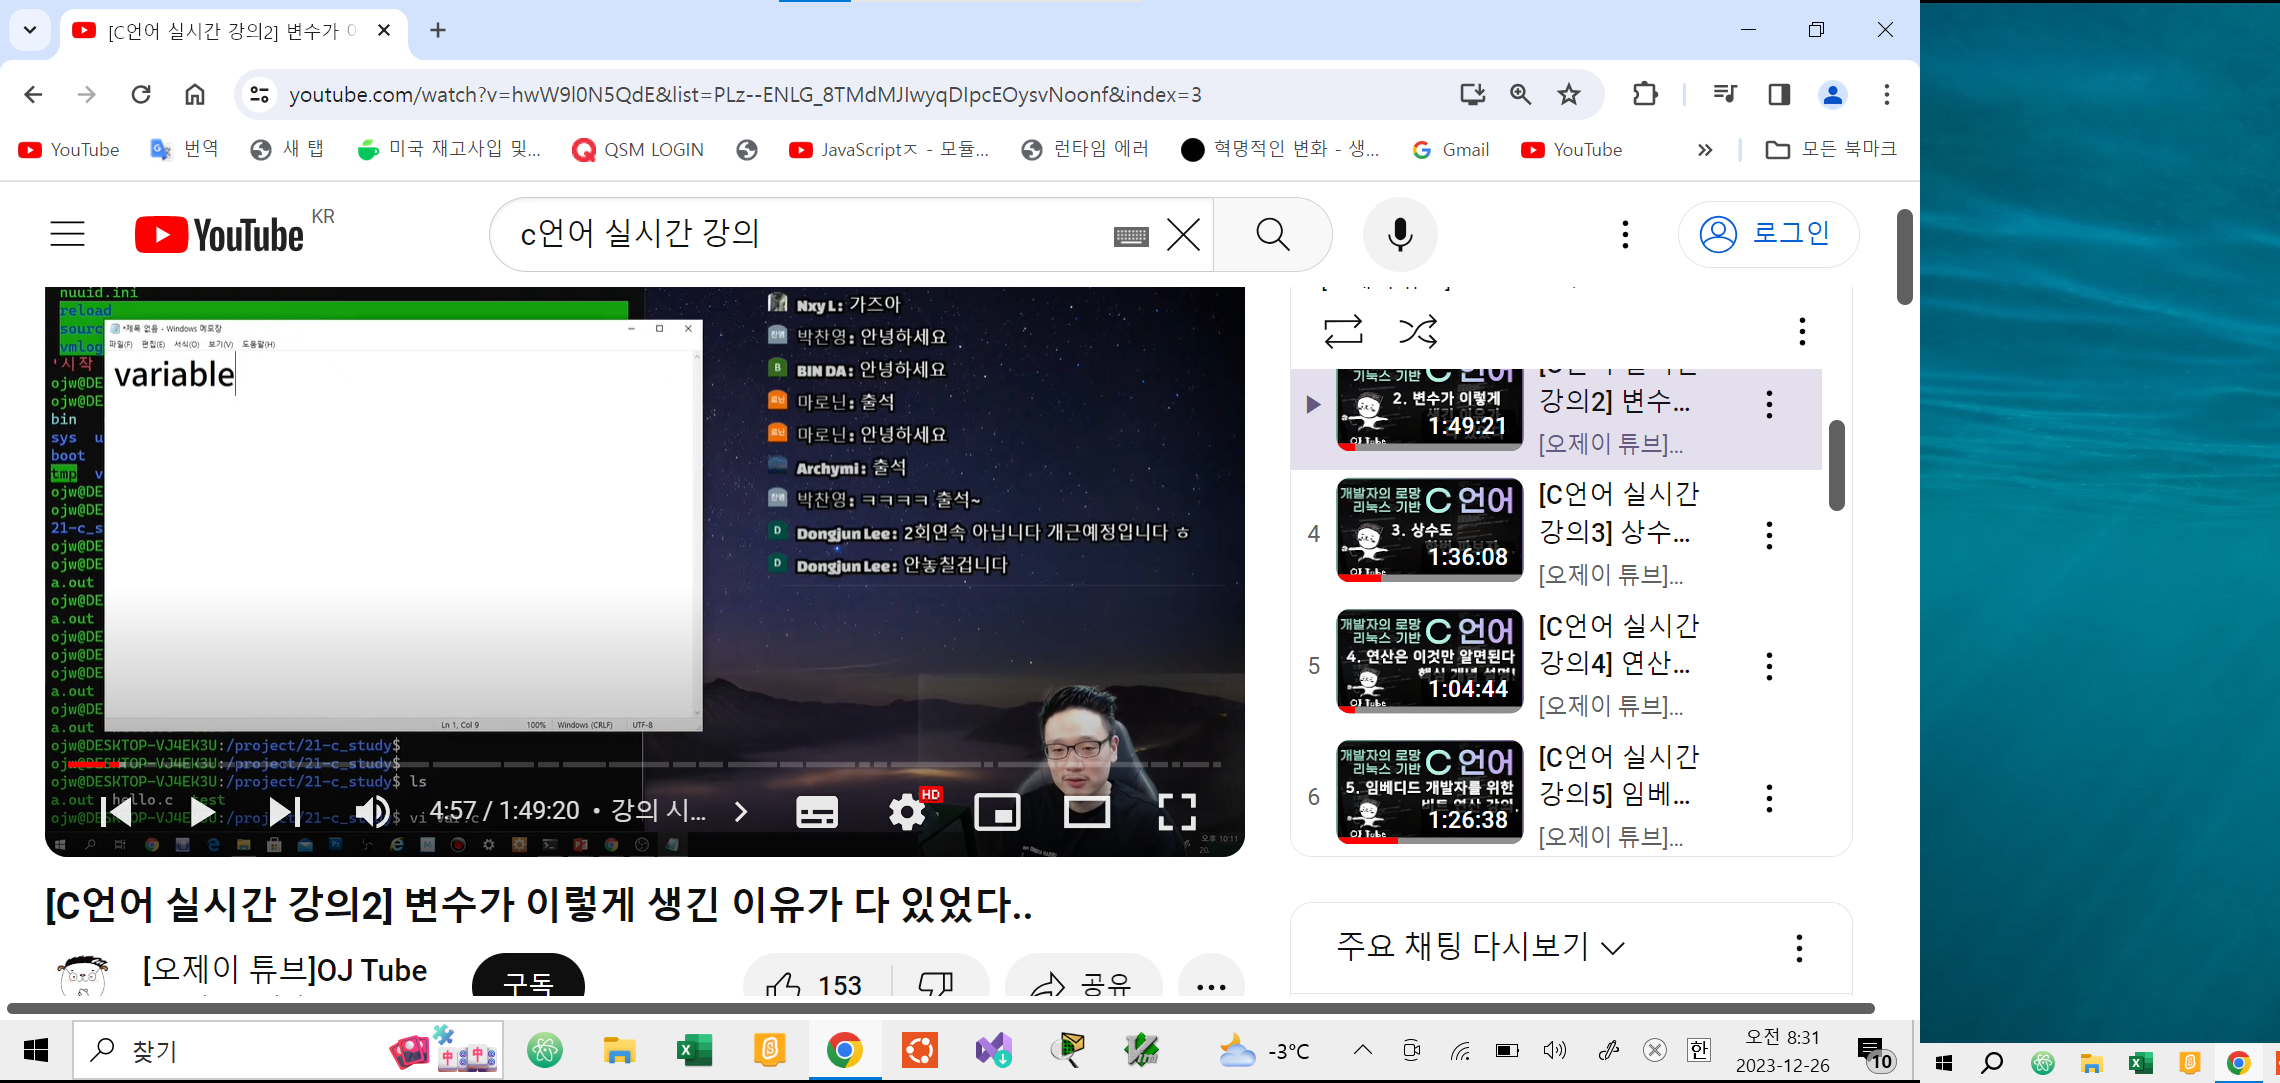 [C언어 실시간 강의2] 변수가
youtube.com/watch?v=hwW9l0N5QdE&list=PLz--ENLG_8TMdMJIwyqDIpcEOysvNoonf&index=3
YouTube 번역 새 탭 미국 재고사입 및... QSM LOGIN JavaScriptㅈ - 모듈... 런타임 에러 혁명적인 변화 - 생... Gmail YouTube 모든 북마크
YouTube KR
c언어 실시간 강의
로그인
nuuid.ini
reload
sourc
vmlog
'시작
ojw@DE
ojw@DE
bin
sys u
boot
tmp v
ojw@DE
ojw@DE
21-c_s
ojw@DE
ojw@DE
a.out
ojw@DE
a.out
ojw@DE
ojw@DE
ojw@DE
a.out
ojw@DE
a.out
ojw@DESKTOP-VJ4EK3U:/project/21-c_study$
ojw@DESKTOP-VJ4EK3U:/project/21-c_study$
ojw@DESKTOP-VJ4EK3U:/project/21-c_study$ ls
a.out hello.c test
ojw@DESKTOP-VJ4EK3U:/project/21-c_study$ vi var.c
*제목 없음 - Windows 메모장
파일(F) 편집(E) 서식(O) 보기(V) 도움말(H)
variable
Ln 1, Col 9 100% Windows (CRLF) UTF-8
Nxy L: 가즈아
박찬영: 안녕하세요
BIN DA: 안녕하세요
마로닌: 출석
마로닌: 안녕하세요
Archymi: 출석
박찬영: ㅋㅋㅋㅋ 출석~
Dongjun Lee: 2회연속 아닙니다 개근예정입니다 ㅎ
Dongjun Lee: 안놓칠겁니다
오후 10:11
4:57 / 1:49:20 • 강의 시...
HD
기눅스 기반 C 언어
2. 변수가 이렇게
1:49:21
강의2] 변수...
[오제이 튜브]...
4
개발자의 로망
리눅스 기반 C 언어
3. 상수도
1:36:08
[C언어 실시간
강의3] 상수...
[오제이 튜브]...
5
개발자의 로망
리눅스 기반 C 언어
4. 연산은 이것만 알면된다
핵심 개념 설명!
1:04:44
[C언어 실시간
강의4] 연산...
[오제이 튜브]...
6
개발자의 로망
리눅스 기반 C 언어
5. 임베디드 개발자를 위한
비트 연산 강의.
1:26:38
[C언어 실시간
강의5] 임베...
[오제이 튜브]...
[C언어 실시간 강의2] 변수가 이렇게 생긴 이유가 다 있었다..
[오제이 튜브]OJ Tube
구독
153
공유
주요 채팅 다시보기
찾기
-3°C
한
오전 8:31
2023-12-26
10